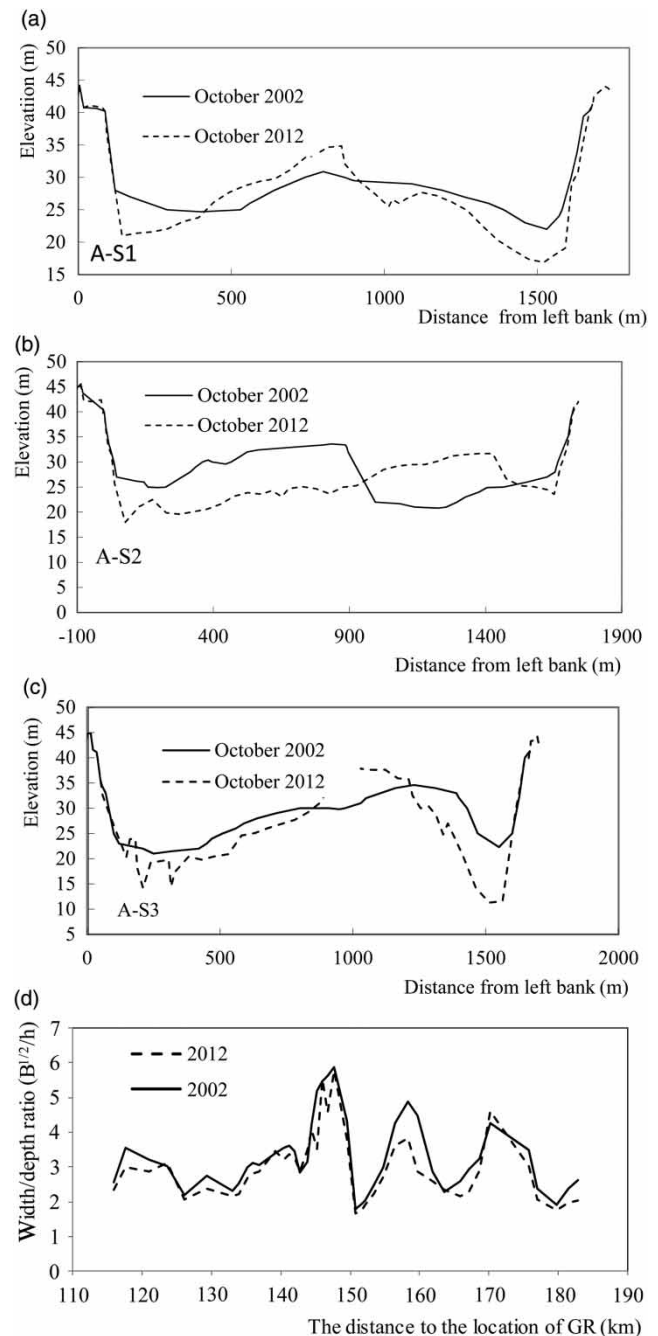 (a)
Elevatiion (m)
50
45
40
35
30
25
20
15
October 2002
October 2012
A-S1
0
500
1000
1500
Distance from left bank (m)
(b)
Elevation (m)
50
45
40
35
30
25
20
15
10
5
0
October 2002
October 2012
A-S2
-100
400
900
1400
1900
Distance from left bank (m)
(c)
Elevation (m)
50
45
40
35
30
25
20
15
10
5
October 2002
October 2012
A-S3
0
500
1000
1500
2000
Distance from left bank (m)
(d)
Width/depth ratio (B1/2/h)
7
6
5
4
3
2
1
0
2012
2002
110
120
130
140
150
160
170
180
190
The distance to the location of GR (km)